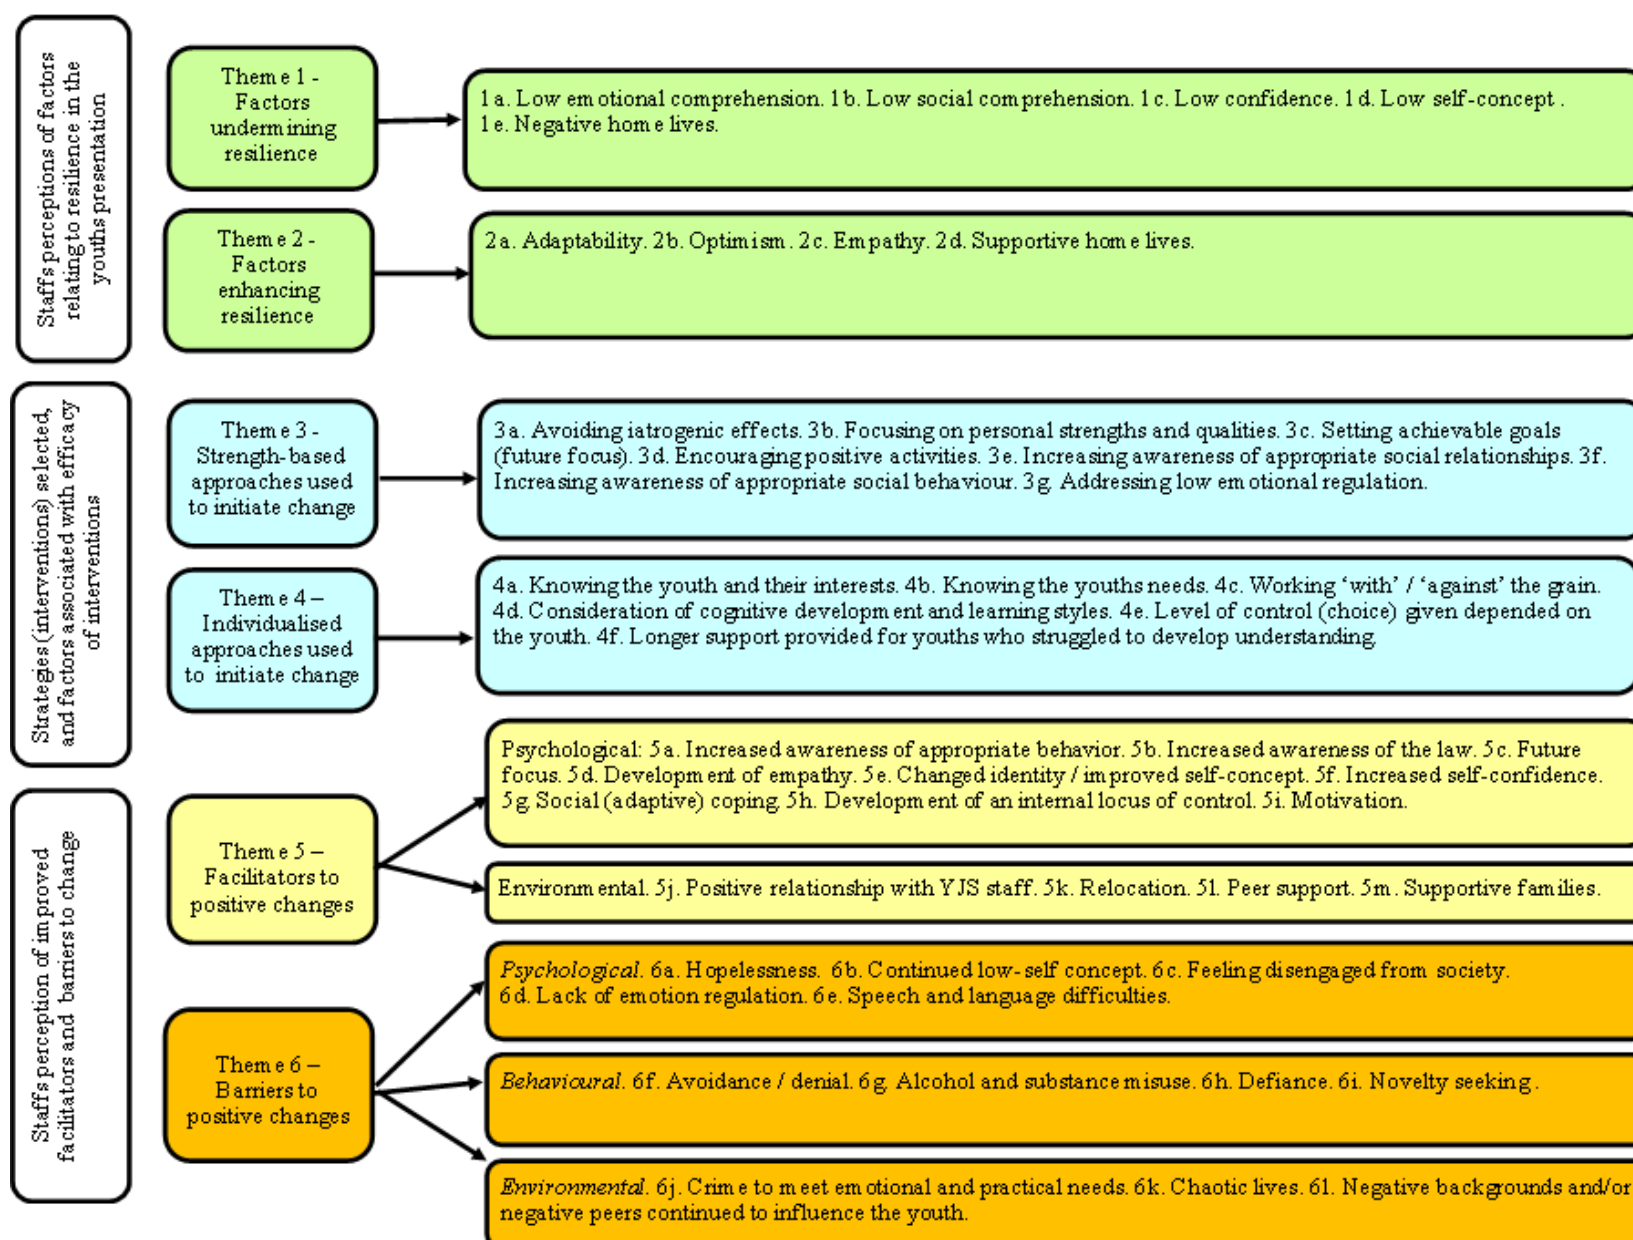 Staffs perceptions of factors
relating to resilience in the
youths presentation
Theme 1 -
Factors
undermining
resilience
1a. Low emotional comprehension. 1b. Low social comprehension. 1c. Low confidence. 1d. Low self-concept .
1e. Negative home lives.
Theme 2 -
Factors
enhancing
resilience
2a. Adaptability. 2b. Optimism. 2c. Empathy. 2d. Supportive home lives.
Strategies (interventions) selected,
and factors associated with efficacy
of interventions
Theme 3 -
Strength-based
approaches used
to initiate change
3a. Avoiding iatrogenic effects. 3b. Focusing on personal strengths and qualities. 3c. Setting achievable goals
(future focus). 3d. Encouraging positive activities. 3e. Increasing awareness of appropriate social relationships. 3f.
Increasing awareness of appropriate social behaviour. 3g. Addressing low emotional regulation.
Theme 4 –
Individualised
approaches used
to initiate change
4a. Knowing the youth and their interests. 4b. Knowing the youths needs. 4c. Working ‘with’ / ‘against’ the grain.
4d. Consideration of cognitive development and learning styles. 4e. Level of control (choice) given depended on
the youth. 4f. Longer support provided for youths who struggled to develop understanding
Staffs perception of improved
facilitators and barriers to change
Theme 5 –
Facilitators to
positive changes
Psychological: 5a. Increased awareness of appropriate behavior. 5b. Increased awareness of the law. 5c. Future
focus. 5d. Development of empathy. 5e. Changed identity / improved self-concept. 5f. Increased self-confidence.
5g. Social (adaptive) coping. 5h. Development of an internal locus of control. 5i. Motivation.
Environmental. 5j. Positive relationship with YJS staff. 5k. Relocation. 5l. Peer support. 5m. Supportive families.
Theme 6 –
Barriers to
positive changes
Psychological. 6a. Hopelessness. 6b. Continued low-self concept. 6c. Feeling disengaged from society.
6d. Lack of emotion regulation. 6e. Speech and language difficulties.
Behavioural. 6f. Avoidance / denial. 6g. Alcohol and substance misuse. 6h. Defiance. 6i. Novelty seeking.
Environmental. 6j. Crime to meet emotional and practical needs. 6k. Chaotic lives. 6l. Negative backgrounds and/or
negative peers continued to influence the youth.